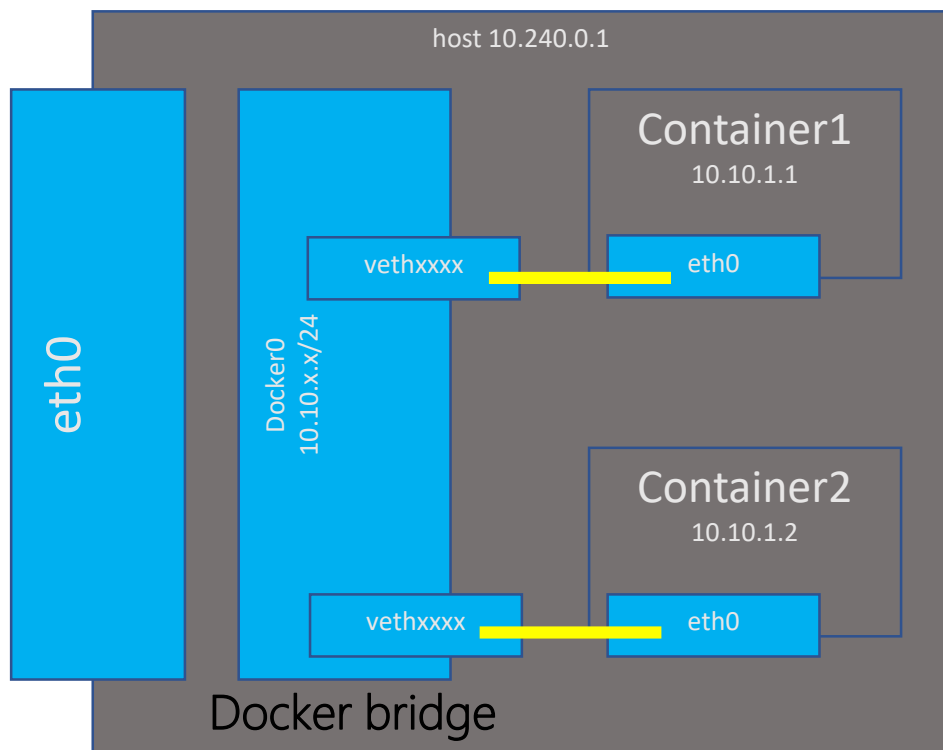 host 10.240.0.1
eth0
Docker0
10.10.x.x/24
Container1
10.10.1.1
vethxxxx
eth0
Container2
10.10.1.2
vethxxxx
eth0
Docker bridge